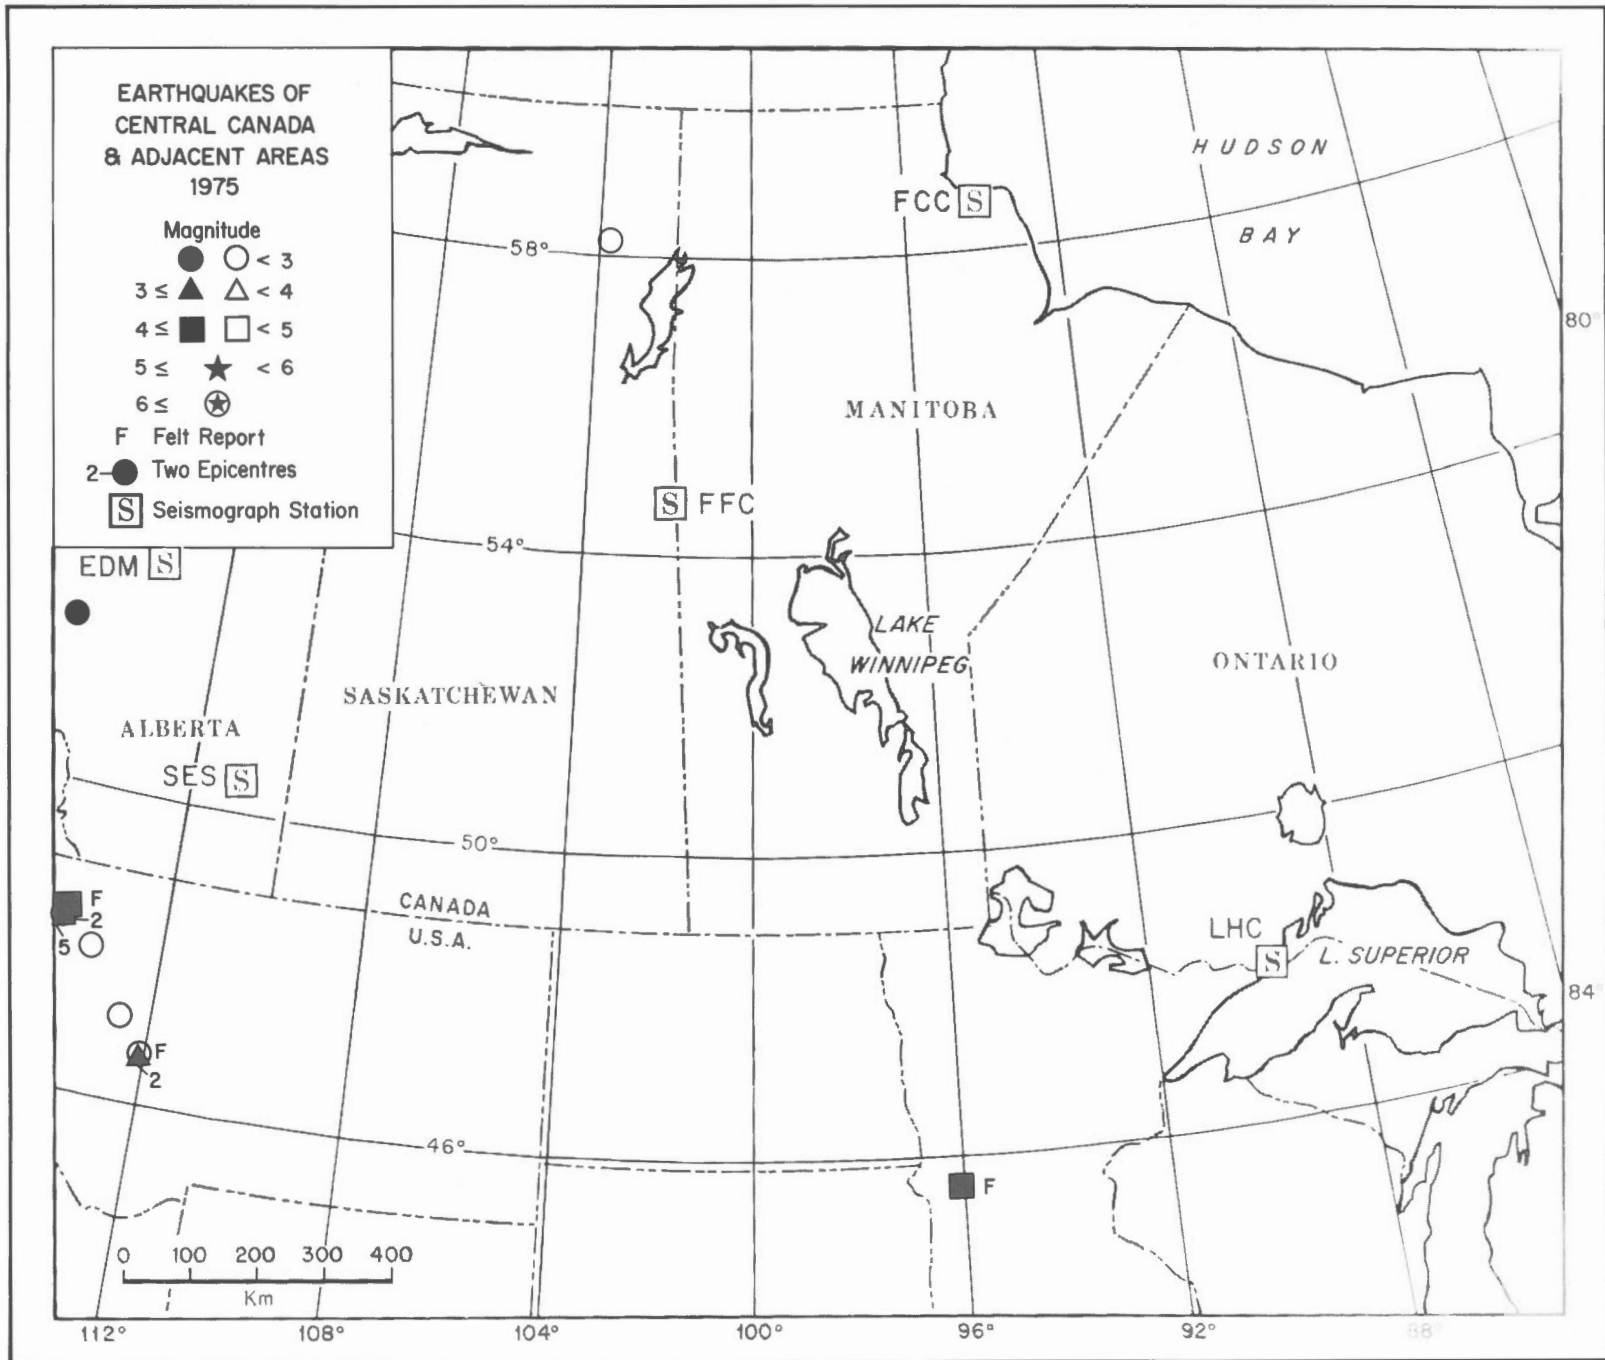 EARTHQUAKES OF
CENTRAL CANADA
& ADJACENT AREAS
1975
Magnitude
< 3
3 ≤ < 4
4 ≤ < 5
5 ≤ < 6
6 ≤
F Felt Report
2 Two Epicentres
S Seismograph Station
HUDSON
BAY
FCC S
58°
80°
MANITOBA
S FFC
54°
EDM S
LAKE
WINNIPEG
ONTARIO
SASKATCHEWAN
ALBERTA
SES S
50°
CANADA
U.S.A.
F
2
5
LHC
S
L. SUPERIOR
84°
F
2
46°
F
0 100 200 300 400
Km
112° 108° 104° 100° 96° 92° 88°